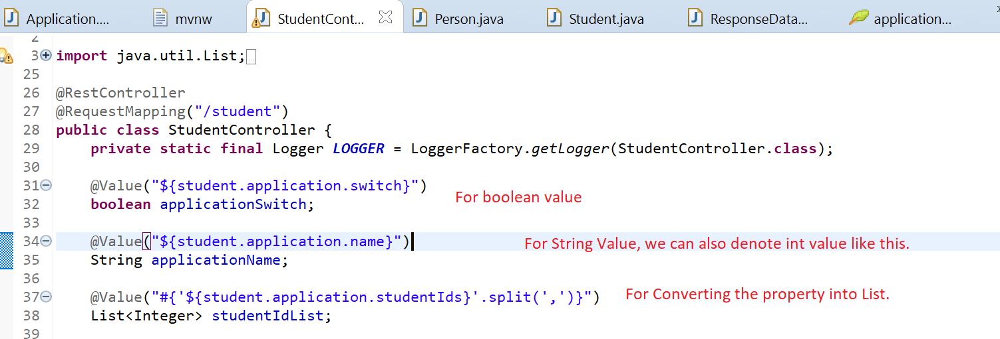 Application.... mvnw StudentCont... Person.java Student.java ResponseData... application...
2
3 import java.util.List;
25
26 @RestController
27 @RequestMapping("/student")
28 public class StudentController {
29 private static final Logger LOGGER = LoggerFactory.getLogger(StudentController.class);
30
31 @Value("${student.application.switch}")
For boolean value
32 boolean applicationSwitch;
33
34 @Value("${student.application.name}") For String Value, we can also denote int value like this.
35 String applicationName;
36
37 @Value("#{'${student.application.studentIds}'.split(',')}") For Converting the property into List.
38 List<Integer> studentIdList;
39